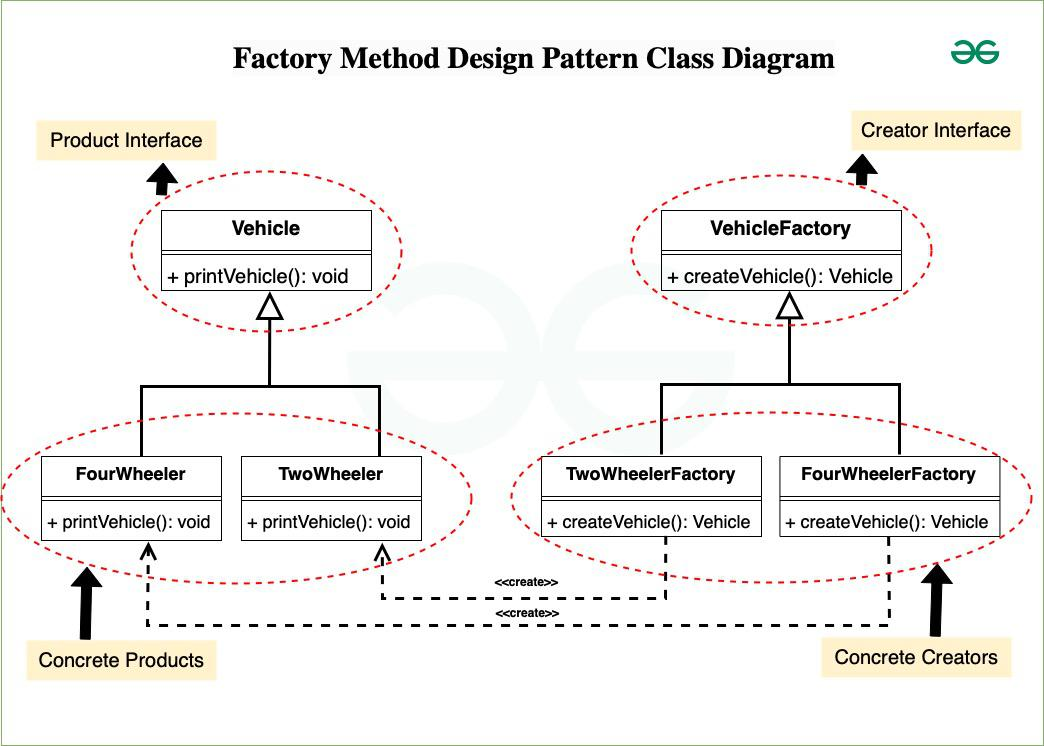 Factory Method Design Pattern Class Diagram
Product Interface
Creator Interface
Vehicle
+ printVehicle(): void
VehicleFactory
+ createVehicle(): Vehicle
FourWheeler
+ printVehicle(): void
TwoWheeler
+ printVehicle(): void
TwoWheelerFactory
+ createVehicle(): Vehicle
FourWheelerFactory
+ createVehicle(): Vehicle
<<create>>
<<create>>
Concrete Products
Concrete Creators